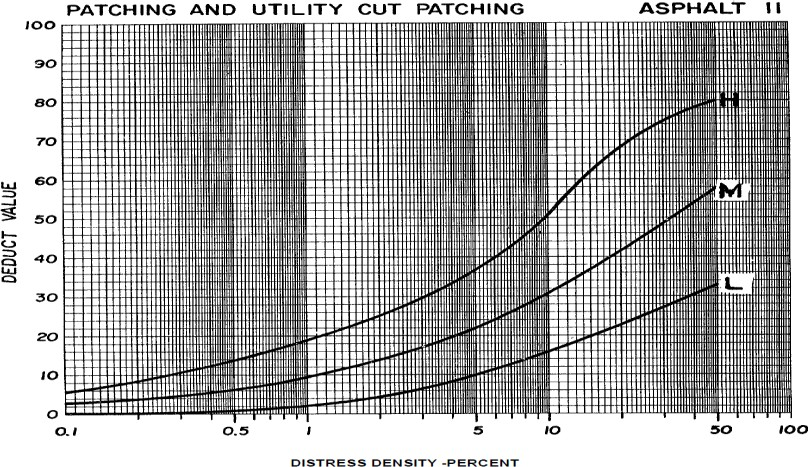 PATCHING AND UTILITY CUT PATCHING ASPHALT 11
100
90
80
70
60
50
40
30
20
10
0
DEDUCT VALUE
H
M
L
0.1 0.5 1 5 10 50 100
DISTRESS DENSITY -PERCENT